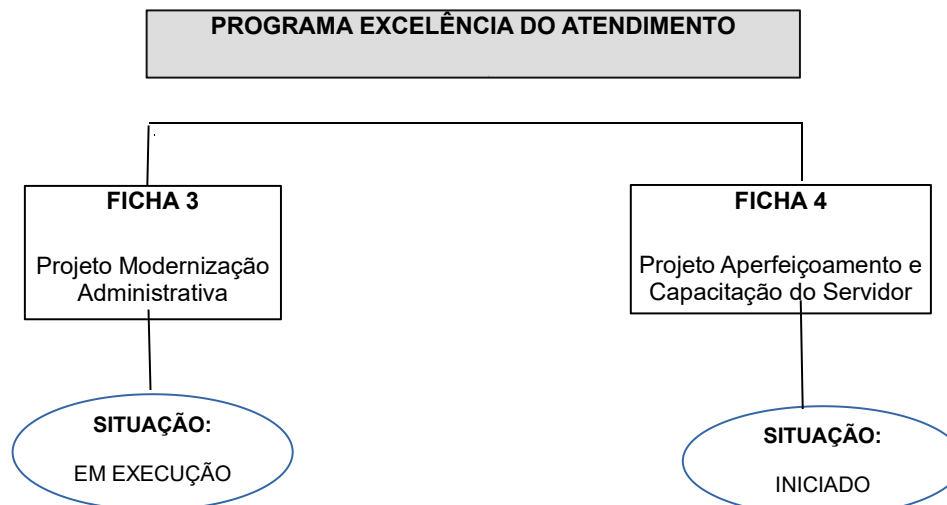 PROGRAMA EXCELÊNCIA DO ATENDIMENTO
FICHA 3
Projeto Modernização
Administrativa
SITUAÇÃO:
EM EXECUÇÃO
FICHA 4
Projeto Aperfeiçoamento e
Capacitação do Servidor
SITUAÇÃO:
INICIADO